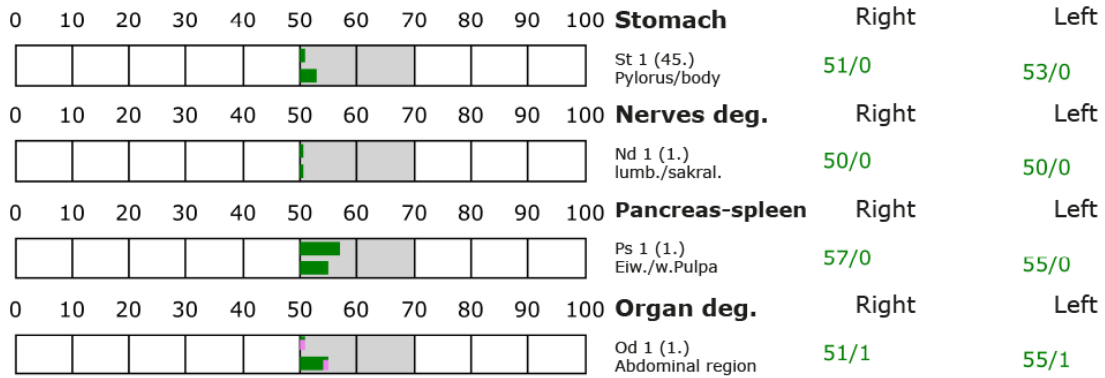 0 10 20 30 40 50 60 70 80 90 100 Stomach Right Left
St 1 (45.)
Pylorus/body
51/0 53/0
0 10 20 30 40 50 60 70 80 90 100 Nerves deg. Right Left
Nd 1 (1.)
lumb./sakral.
50/0 50/0
0 10 20 30 40 50 60 70 80 90 100 Pancreas-spleen Right Left
Ps 1 (1.)
Eiw./w.Pulpa
57/0 55/0
0 10 20 30 40 50 60 70 80 90 100 Organ deg. Right Left
Od 1 (1.)
Abdominal region
51/1 55/1